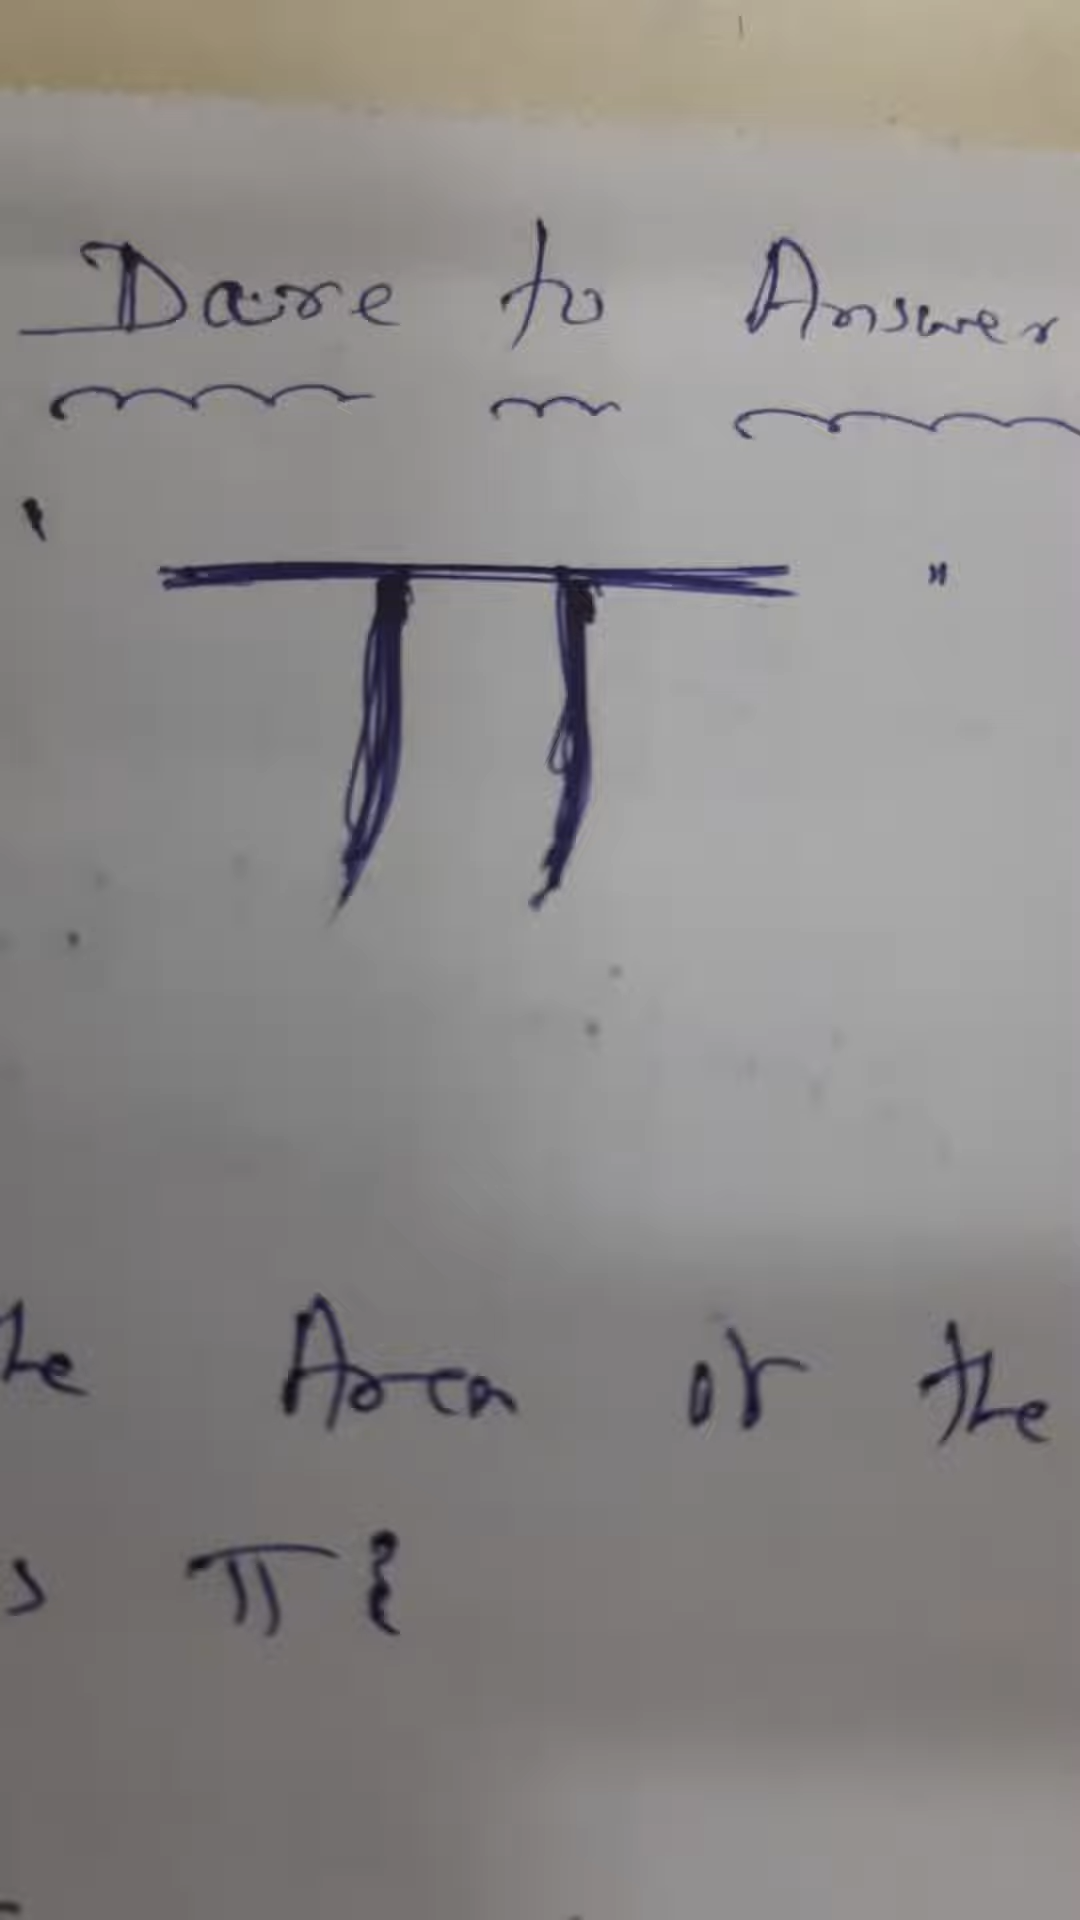 Dare to Answer
" π "
he Area of the
s π {